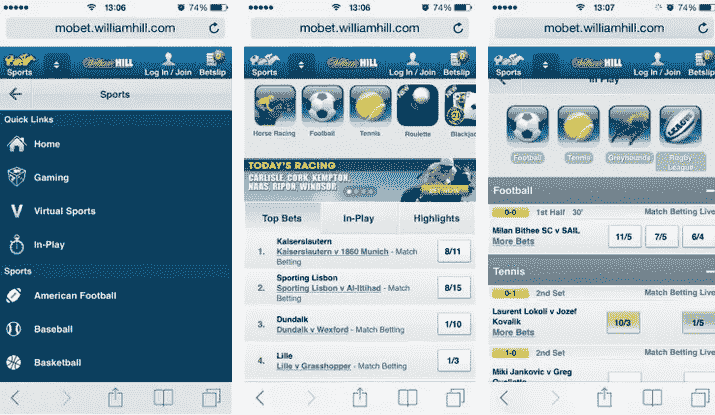 13:06
74%
mobet.williamhill.com
Sports
William HILL
Log In / Join
Betslip
Sports
Quick Links
Home
Gaming
Virtual Sports
In-Play
Sports
American Football
Baseball
Basketball
13:06
74%
mobet.williamhill.com
Sports
William HILL
Log In / Join
Betslip
NEW
Horse Racing
Football
Tennis
Roulette
Blackja
TODAY'S RACING
CARLISLE, CORK, KEMPTON,
NAAS, RIPON, WINDSOR
Top Bets
In-Play
Highlights
1.
Kaiserslautern
Kaiserslautern v 1860 Munich - Match
Betting
8/11
2.
Sporting Lisbon
Sporting Lisbon v Al-Ittihad - Match
Betting
8/15
3.
Dundalk
Dundalk v Wexford - Match Betting
1/10
4.
Lille
Lille v Grasshopper - Match Betting
1/3
13:07
74%
mobet.williamhill.com
Sports
William HILL
Log In / Join
Betslip
In-Play
LEAGUE
Football
Tennis
Greyhounds
Rugby
League
Football
0-0
1st Half 30'
Match Betting Live
Milan Bithee SC v SAIL
More Bets
11/5
7/5
6/4
Tennis
0-1
2nd Set
Match Betting Live
Laurent Lokoli v Jozef
Kovalik
More Bets
10/3
1/5
1-0
2nd Set
Match Betting Live
Miki Jankovic v Greg